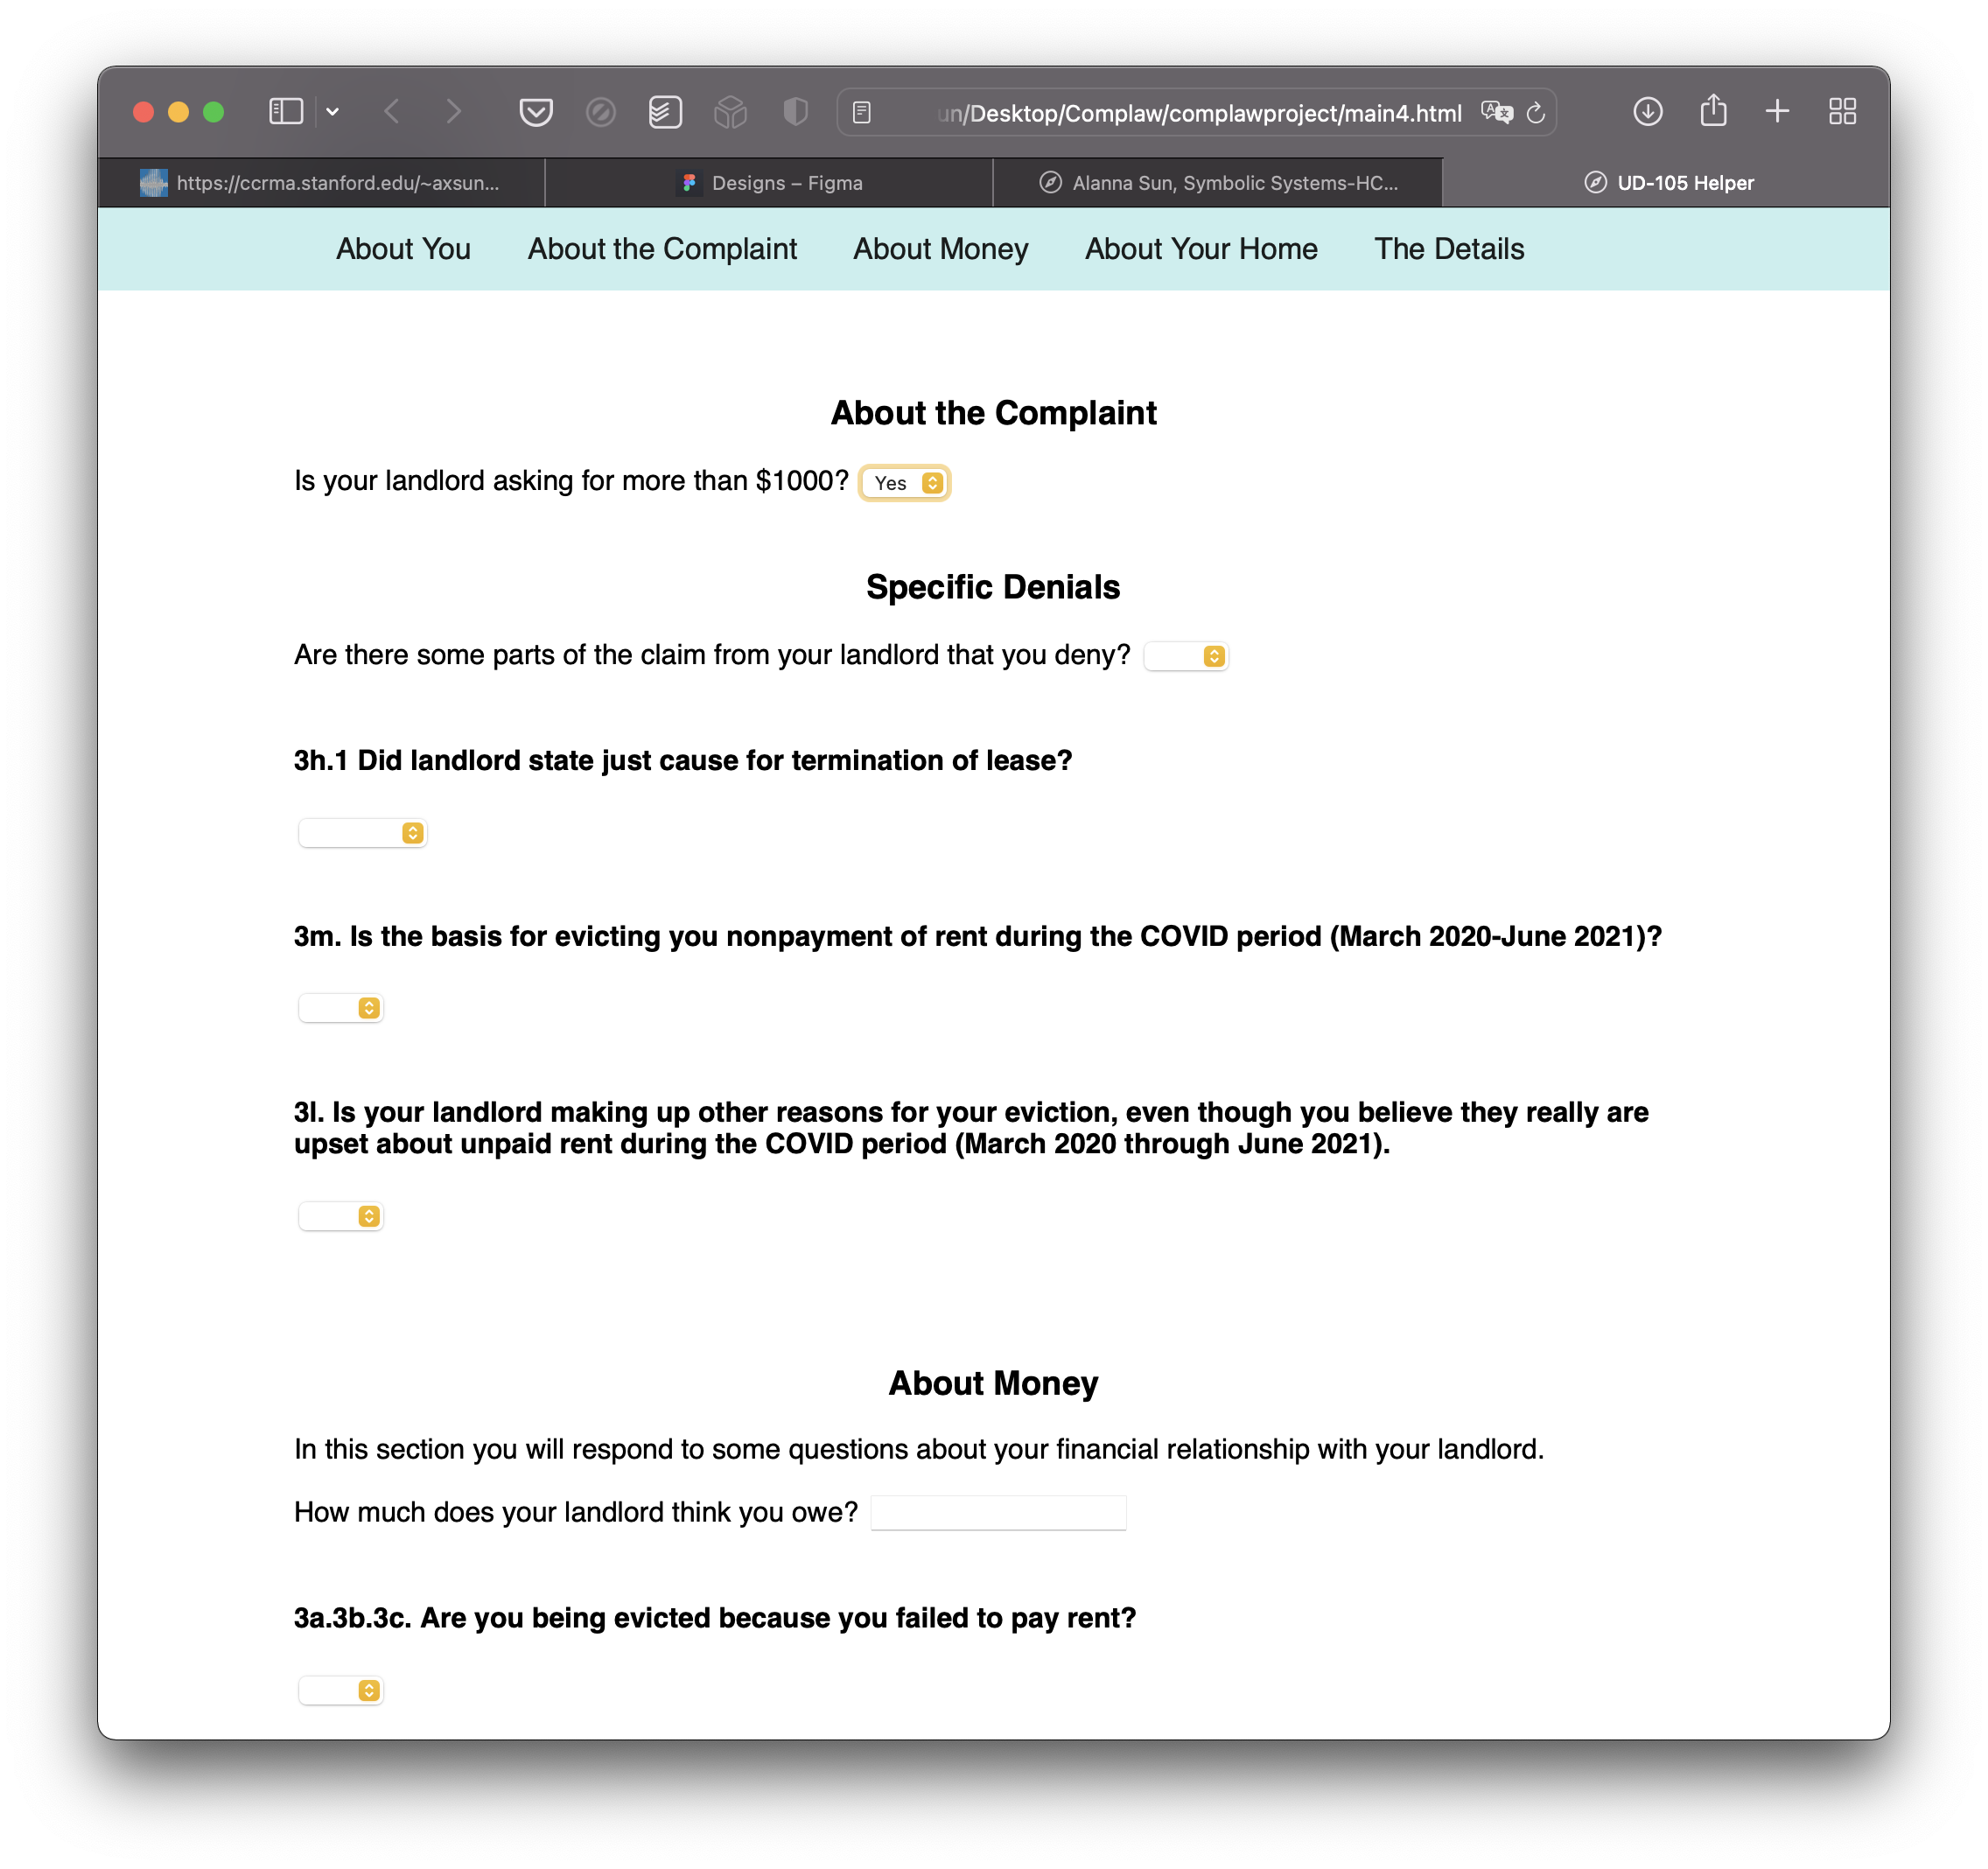 un/Desktop/Complaw/complawproject/main4.html
https://ccrma.stanford.edu/~axsun...
Designs – Figma
Alanna Sun, Symbolic Systems-HC...
UD-105 Helper
About You About the Complaint About Money About Your Home The Details
About the Complaint
Is your landlord asking for more than $1000? Yes
Specific Denials
Are there some parts of the claim from your landlord that you deny?
3h.1 Did landlord state just cause for termination of lease?
3m. Is the basis for evicting you nonpayment of rent during the COVID period (March 2020-June 2021)?
3l. Is your landlord making up other reasons for your eviction, even though you believe they really are
upset about unpaid rent during the COVID period (March 2020 through June 2021).
About Money
In this section you will respond to some questions about your financial relationship with your landlord.
How much does your landlord think you owe?
3a.3b.3c. Are you being evicted because you failed to pay rent?